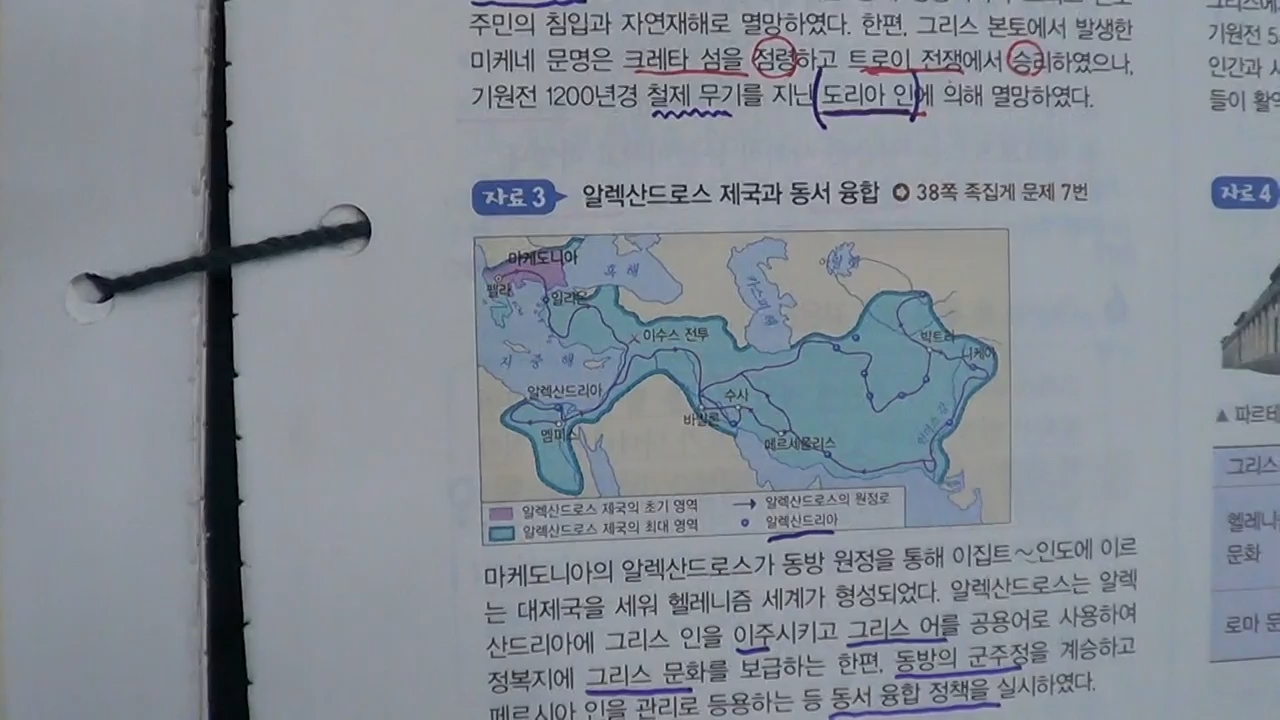 주민의 침입과 자연재해로 멸망하였다. 한편, 그리스 본토에서 발생한
미케네 문명은 크레타 섬을 점령하고 트로이 전쟁에서 승리하였으나,
기원전 1200년경 철제 무기를 지닌 도리아 인에 의해 멸망하였다.
자료 3 알렉산드로스 제국과 동서 융합 38쪽 족집게 문제 7번
마케도니아
흑해
펠라
일리온
카스피해
이수스 전투
지중해
박트라
니케아
알렉산드리아
수사
바빌론
멤피스
페르세폴리스
인더스 강
알렉산드로스 제국의 초기 영역
알렉산드로스의 원정로
알렉산드로스 제국의 최대 영역
알렉산드리아
마케도니아의 알렉산드로스가 동방 원정을 통해 이집트~인도에 이르
는 대제국을 세워 헬레니즘 세계가 형성되었다. 알렉산드로스는 알렉
산드리아에 그리스 인을 이주시키고 그리스 어를 공용어로 사용하여
정복지에 그리스 문화를 보급하는 한편, 동방의 군주정을 계승하고
페르시아 인을 관리로 등용하는 등 동서 융합 정책을 실시하였다.
기원전 5
인간과 사
들이 활약
자료 4
▲ 파르테
그리스
헬레니
문화
로마 문